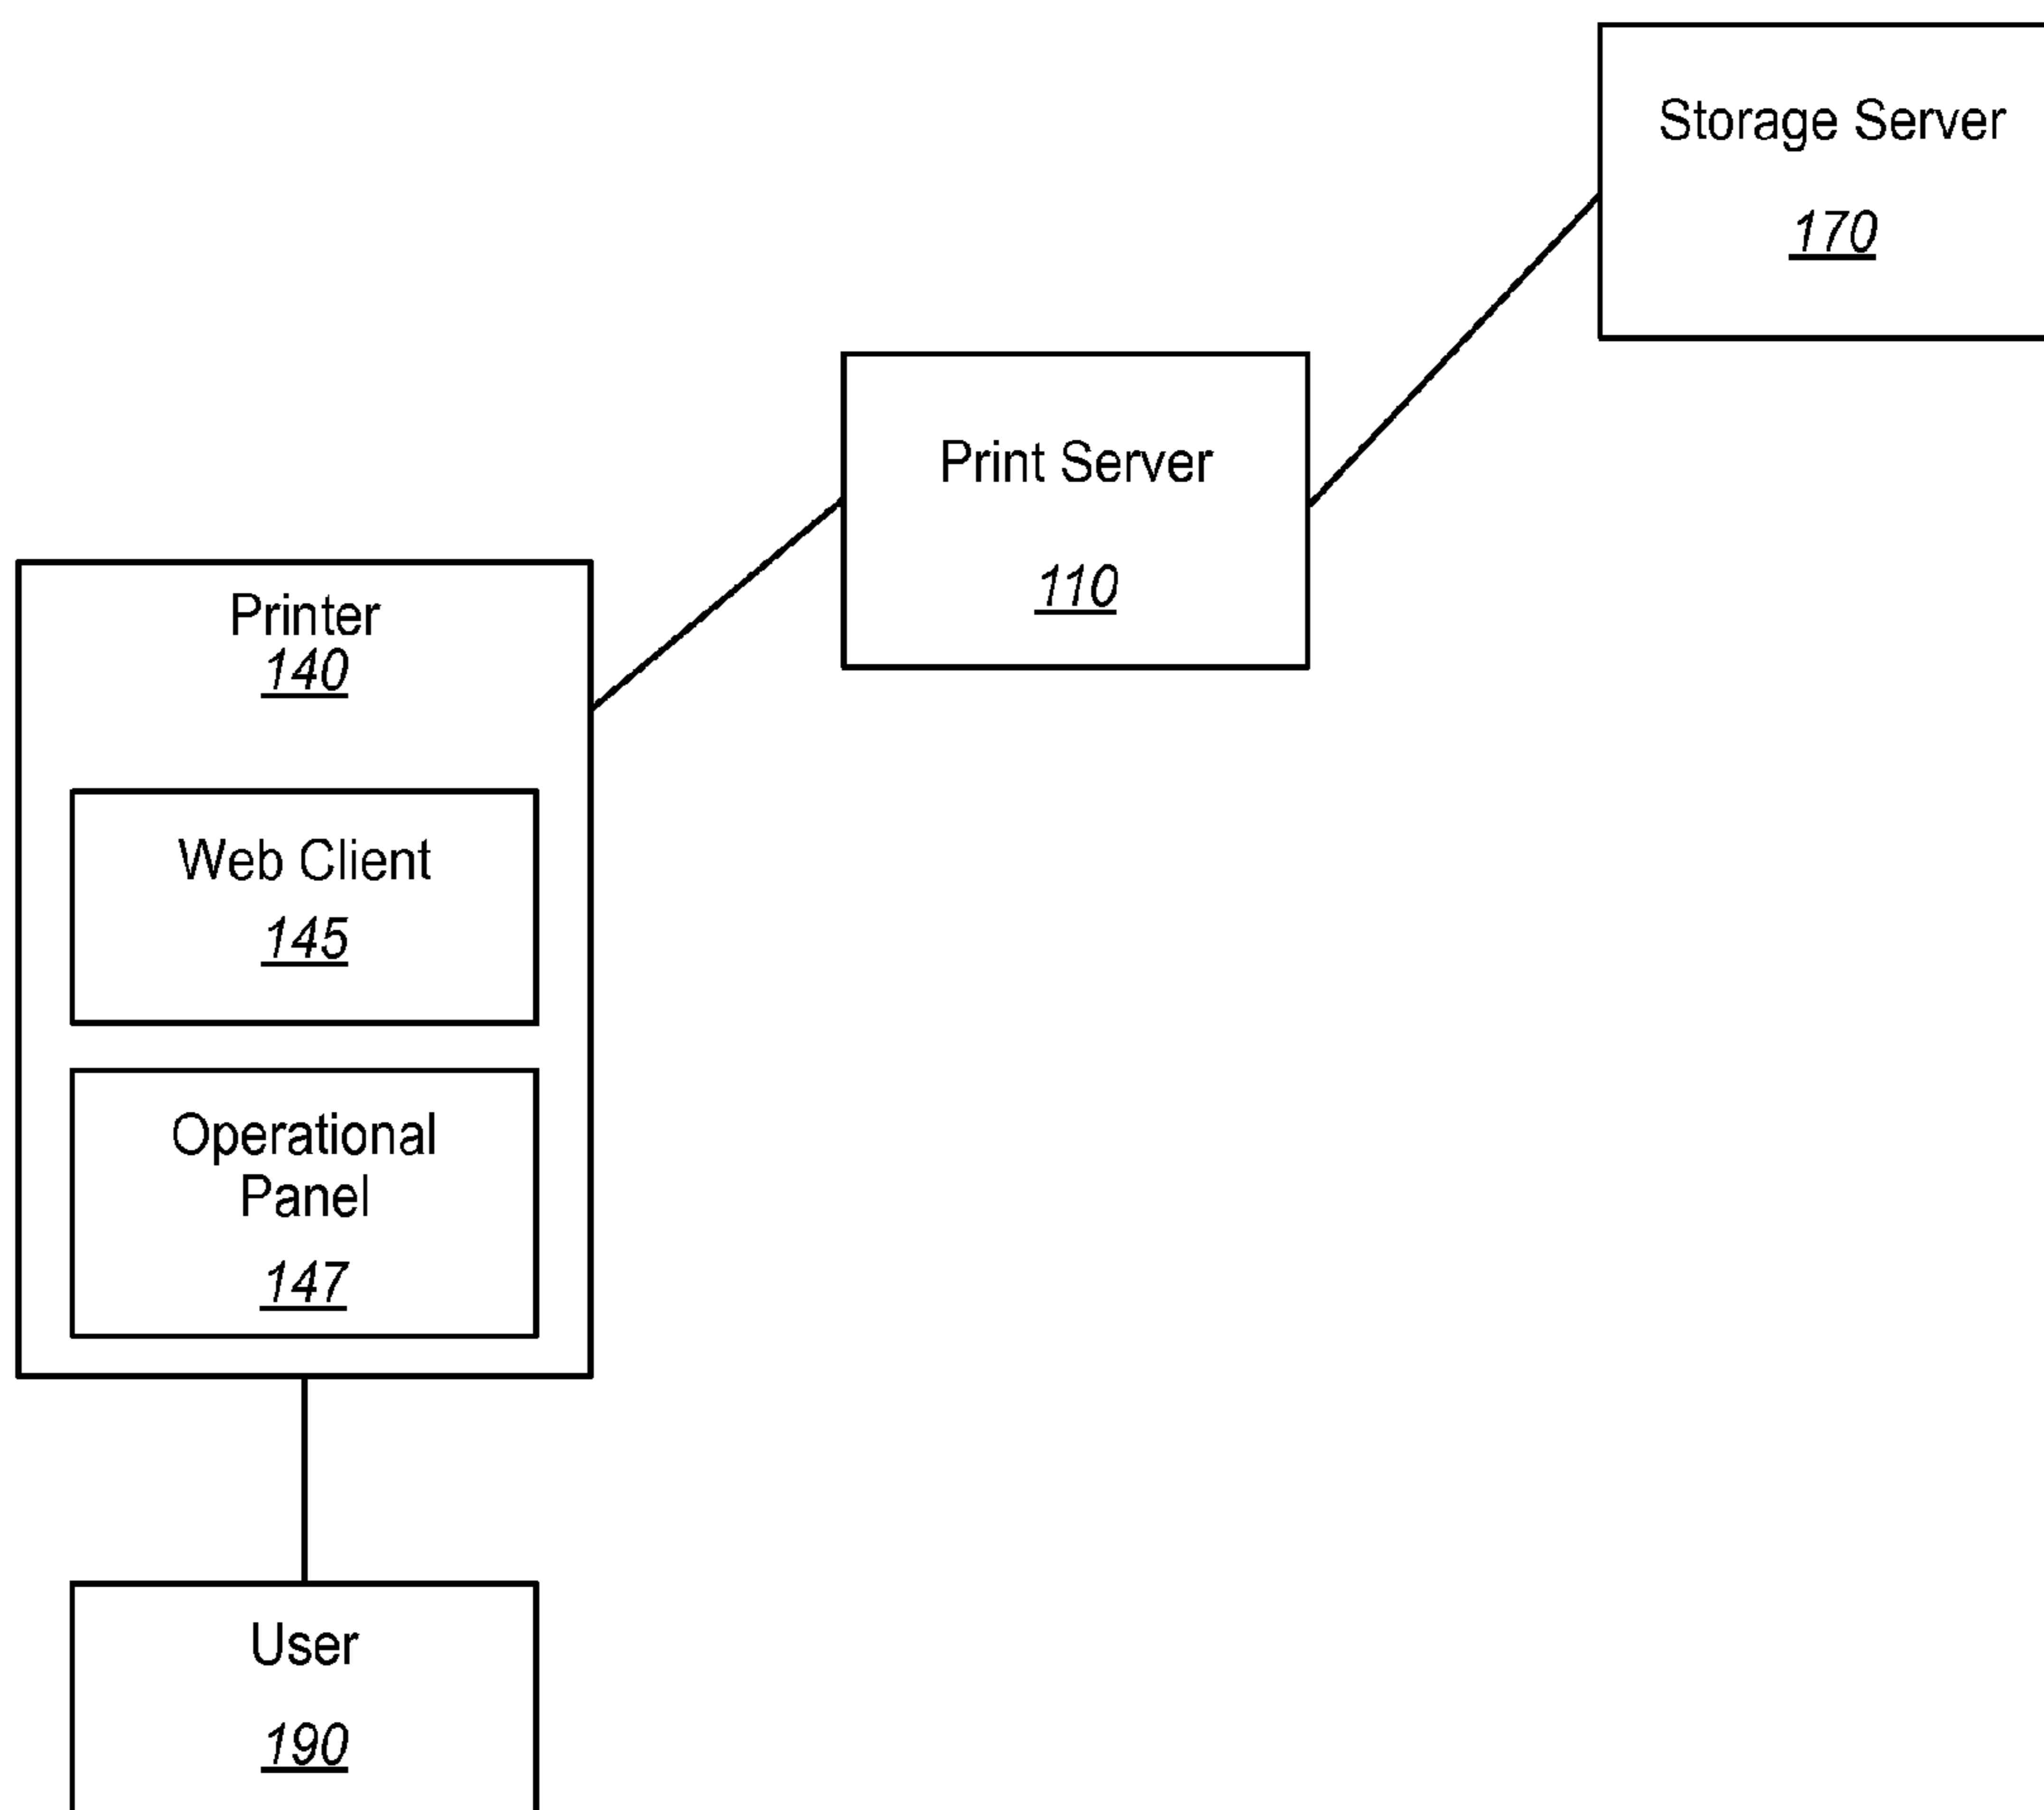 Storage Server
170
Print Server
110
Printer
140
Web Client
145
Operational
Panel
147
User
190